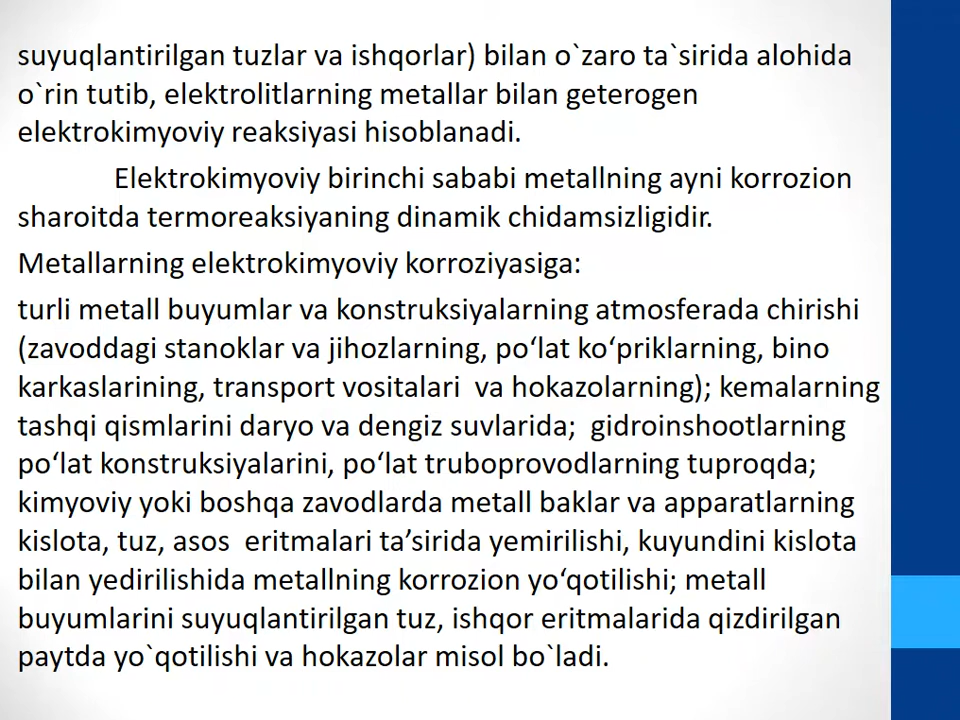 suyuqlantirilgan tuzlar va ishqorlar) bilan o`zaro ta`sirida alohida
o`rin tutib, elektrolitlarning metallar bilan geterogen
elektrokimyoviy reaksiyasi hisoblanadi.
Elektrokimyoviy birinchi sababi metallning ayni korrozion
sharoitda termoreaksiyaning dinamik chidamsizligidir.
Metallarning elektrokimyoviy korroziyasiga:
turli metall buyumlar va konstruksiyalarning atmosferada chirishi
(zavoddagi stanoklar va jihozlarning, po‘lat ko‘priklarning, bino
karkaslarining, transport vositalari  va hokazolarning); kemalarning
tashqi qismlarini daryo va dengiz suvlarida;  gidroinshootlarning
po‘lat konstruksiyalarini, po‘lat truboprovodlarning tuproqda;
kimyoviy yoki boshqa zavodlarda metall baklar va apparatlarning
kislota, tuz, asos  eritmalari ta’sirida yemirilishi, kuyundini kislota
bilan yedirilishida metallning korrozion yo‘qotilishi; metall
buyumlarini suyuqlantirilgan tuz, ishqor eritmalarida qizdirilgan
paytda yo`qotilishi va hokazolar misol bo`ladi.